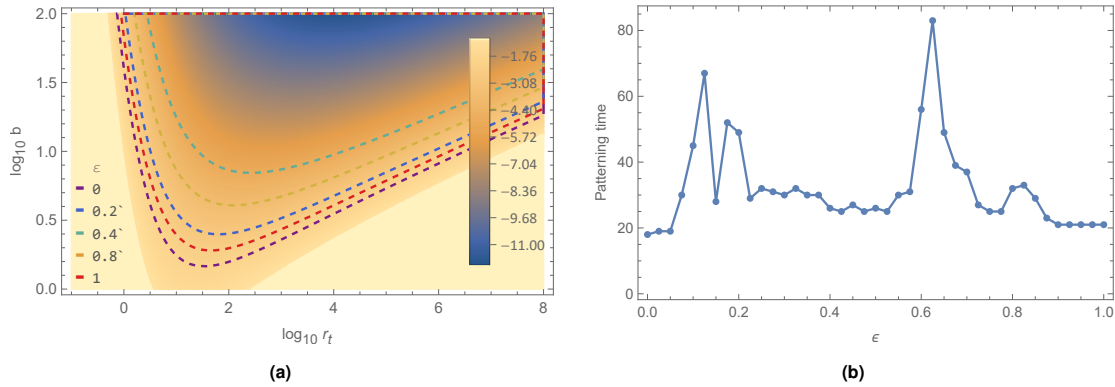 2.0
1.5
1.0
0.5
0.0
log₁₀ b
ε
0
0.2`
0.4`
0.8`
1
-1.76
-3.08
-4.40
-5.72
-7.04
-8.36
-9.68
-11.00
0 2 4 6 8
log₁₀ rₜ
(a)
80
60
40
20
0
Patterning time
0.0 0.2 0.4 0.6 0.8 1.0
ϵ
(b)